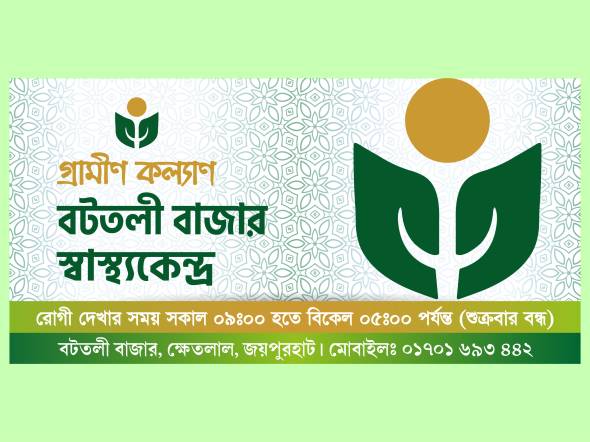 গ্রামীণ কল্যাণ
বটতলী বাজার
স্বাস্থ্যকেন্দ্র
রোগী দেখার সময় সকাল ০৯ঃ০০ হতে বিকেল ০৫ঃ০০ পর্যন্ত (শুক্রবার বন্ধ)
বটতলী বাজার, ক্ষেতলাল, জয়পুরহাট। মোবাইলঃ ০১৭০১ ৬৯৩ ৪৪২